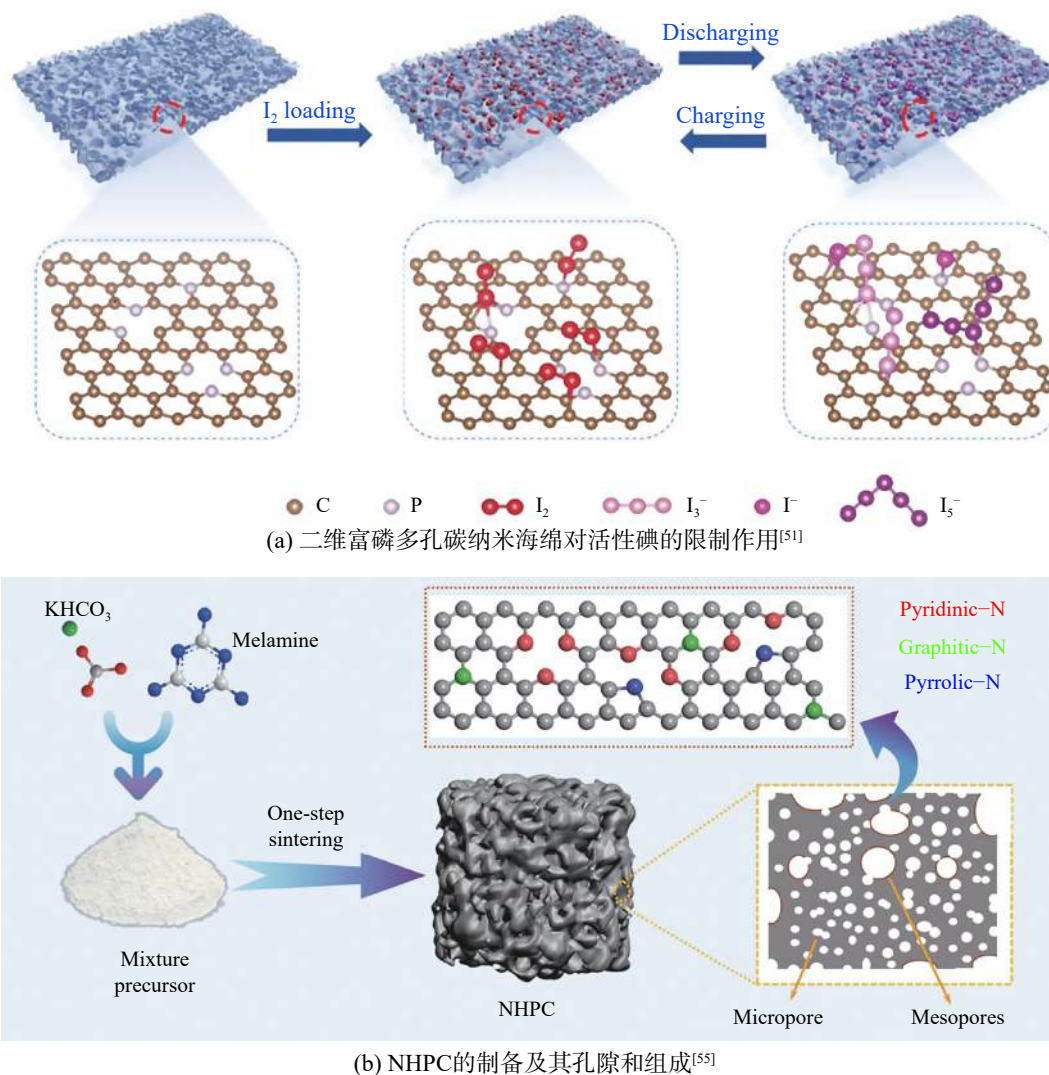 Discharging
I₂ loading
Charging
C
P
I₂
I₃⁻
I⁻
I₅⁻
(a) 二维富磷多孔碳纳米海绵对活性碘的限制作用[51]
KHCO₃
Melamine
Pyridinic−N
Graphitic−N
Pyrrolic−N
One-step
sintering
Mixture
precursor
NHPC
Micropore
Mesopores
(b) NHPC的制备及其孔隙和组成[55]